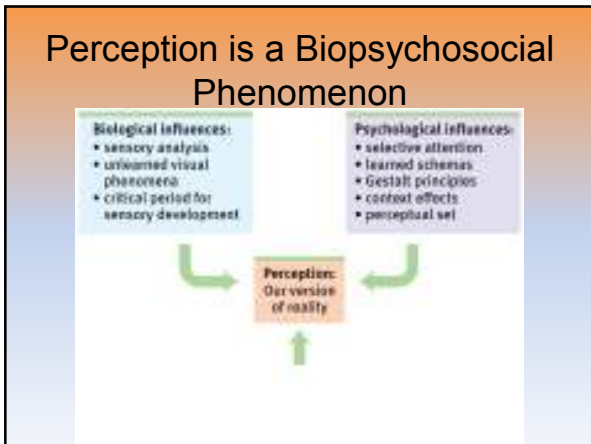 Perception is a Biopsychosocial
Phenomenon
Biological influences:
• sensory analysis
• unlearned visual
phenomena
• critical period for
sensory development
Psychological influences:
• selective attention
• learned schemas
• Gestalt principles
• context effects
• perceptual set
Perception:
Our version
of reality